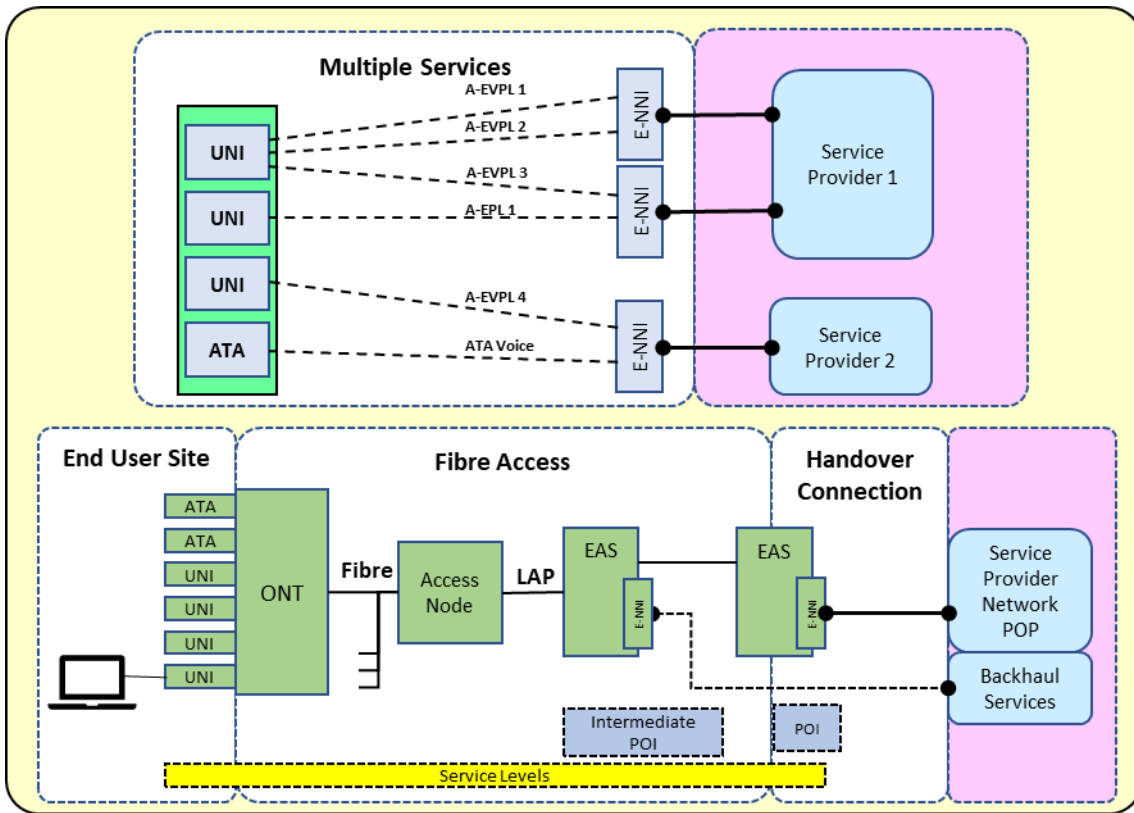 Multiple Services
A-EVPL 1
A-EVPL 2
A-EVPL 3
A-EPL 1
A-EVPL 4
ATA Voice
UNI
UNI
UNI
ATA
E-NNI
E-NNI
E-NNI
Service
Provider 1
Service
Provider 2
End User Site
Fibre Access
Handover
Connection
ATA
ATA
UNI
UNI
UNI
UNI
ONT
Fibre
Access
Node
LAP
EAS
E-NNI
EAS
E-NNI
Service
Provider
Network
POP
Backhaul
Services
Intermediate
POI
POI
Service Levels